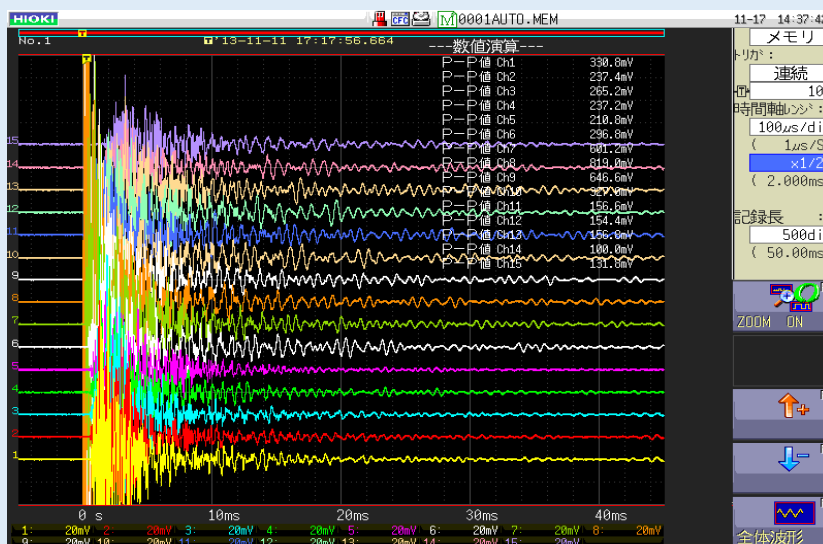 HIOKI CFC M 0001AUTO.MEM 11-17 14:37:42
No.1 T '13-11-11 17:17:56.664
---数値演算---
P-P値 Ch1 330.8mV
P-P値 Ch2 237.4mV
P-P値 Ch3 265.2mV
P-P値 Ch4 237.2mV
P-P値 Ch5 210.8mV
P-P値 Ch6 296.8mV
P-P値 Ch7 601.2mV
P-P値 Ch8 819.0mV
P-P値 Ch9 646.6mV
P-P値 Ch10
P-P値 Ch11 156.6mV
P-P値 Ch12 154.4mV
P-P値 Ch13 156.8mV
P-P値 Ch14 100.0mV
P-P値 Ch15 131.8mV
15
14
13
12
11
10
9
8
7
6
5
4
3
2
1
0 s 10ms 20ms 30ms 40ms
1: 20mV 2: 20mV 3: 20mV 4: 20mV 5: 20mV 6: 20mV 7: 20mV 8: 20mV
メモリ
トリガ:
連続
T 10
時間軸レンジ:
100µs/di
( 1µs/S
x1/2
( 2.000ms
記録長 :
500di
( 50.00ms
ZOOM ON
全体波形